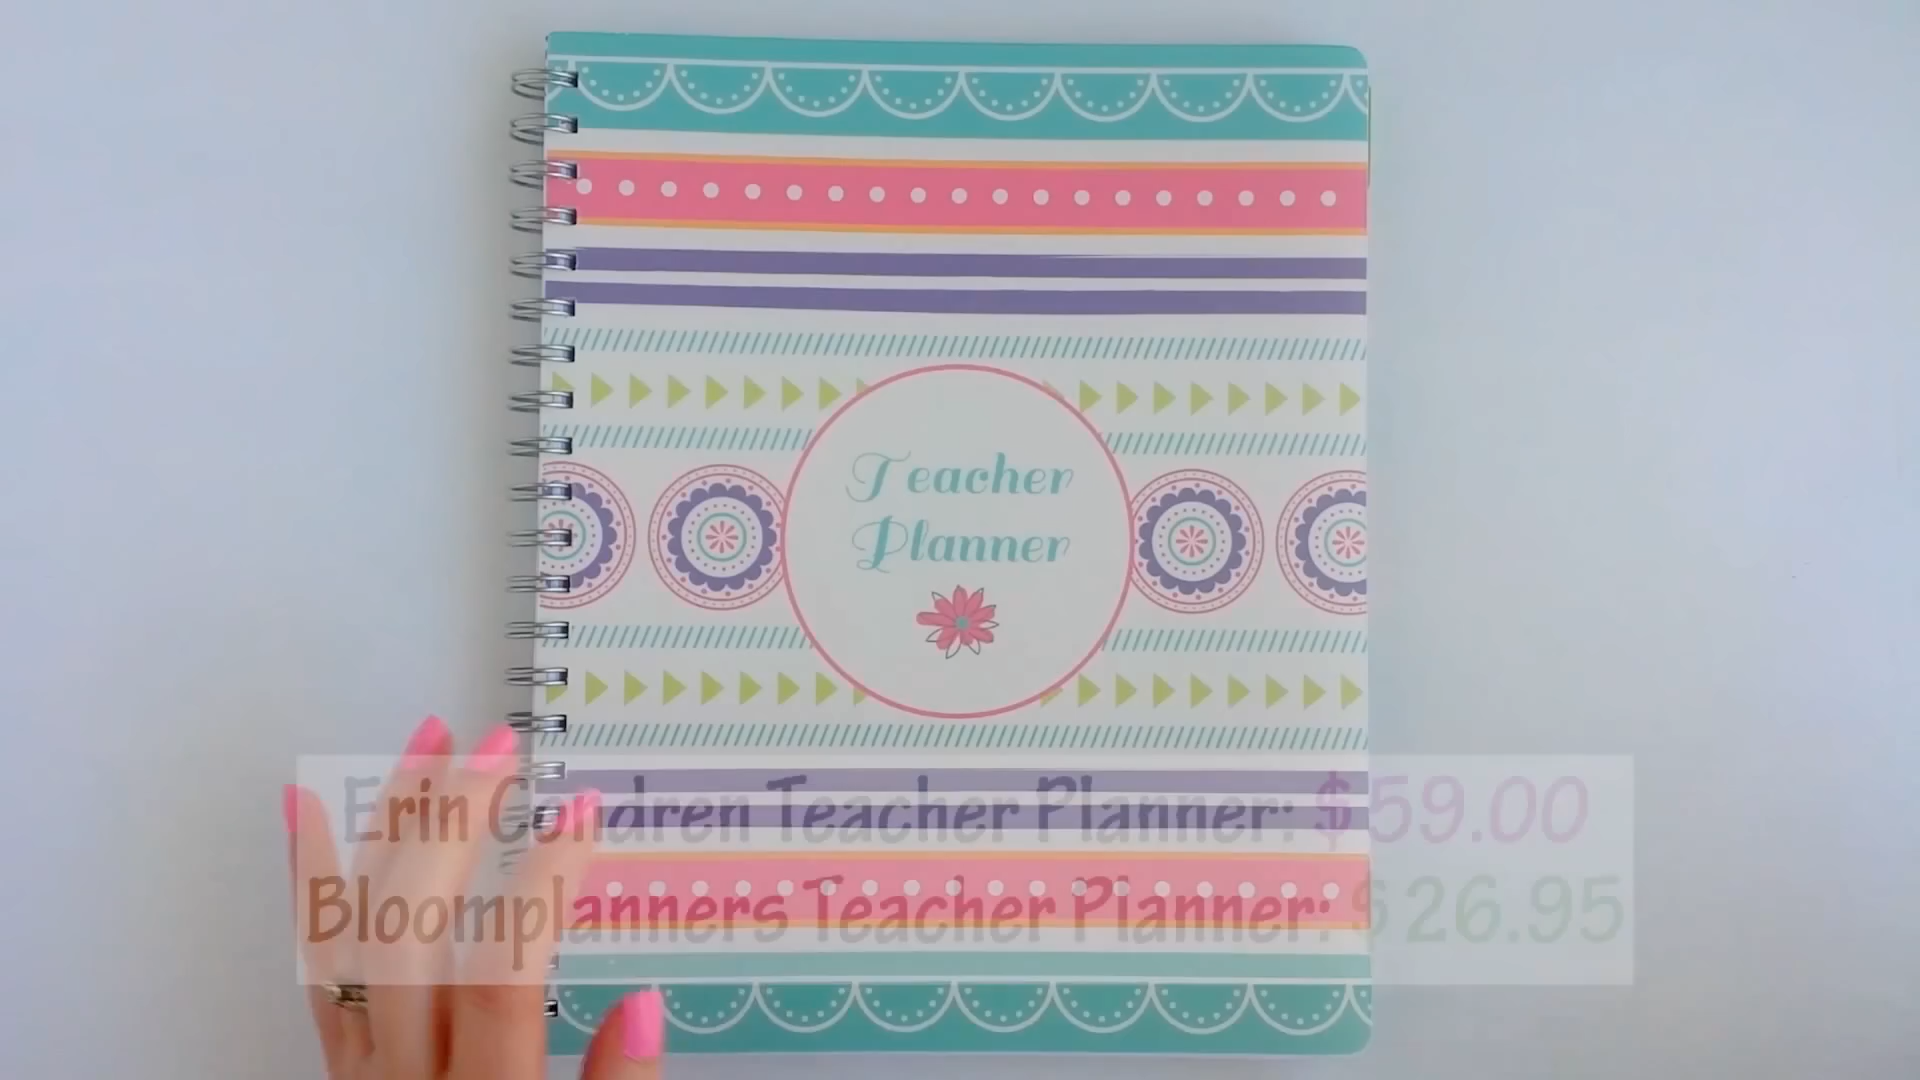 Teacher
Planner
Erin Condren Teacher Planner: $59.00
Bloomplanners Teacher Planner: $26.95